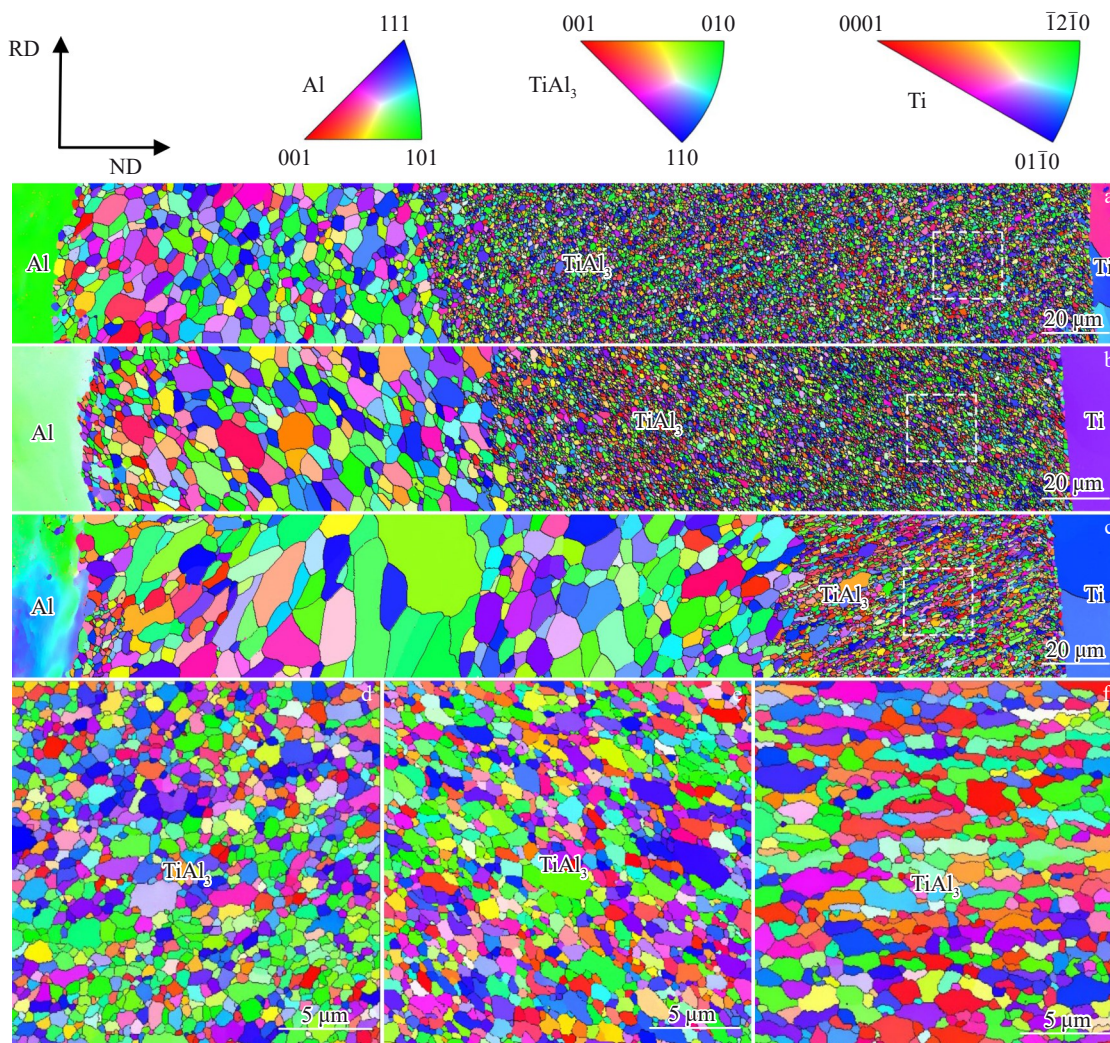 RD
ND
111
Al
001
101
001
010
TiAl₃
110
0001
1̅21̅0
Ti
011̅0
a
Al
TiAl₃
Ti
20 μm
b
Al
TiAl₃
Ti
20 μm
c
Al
TiAl₃
Ti
20 μm
d
TiAl₃
5 μm
e
TiAl₃
5 μm
f
TiAl₃
5 μm